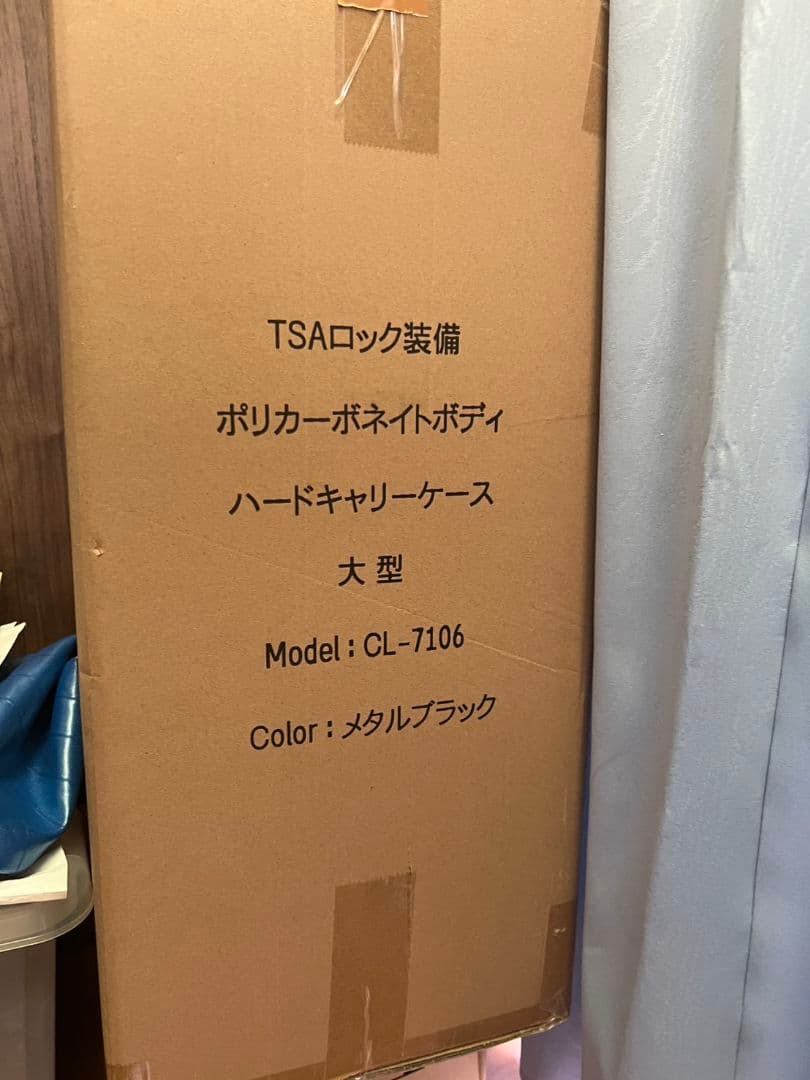 TSAロック装備
ポリカーボネイトボディ
ハードキャリーケース
大型
Model：CL-7106
Color：メタルブラック